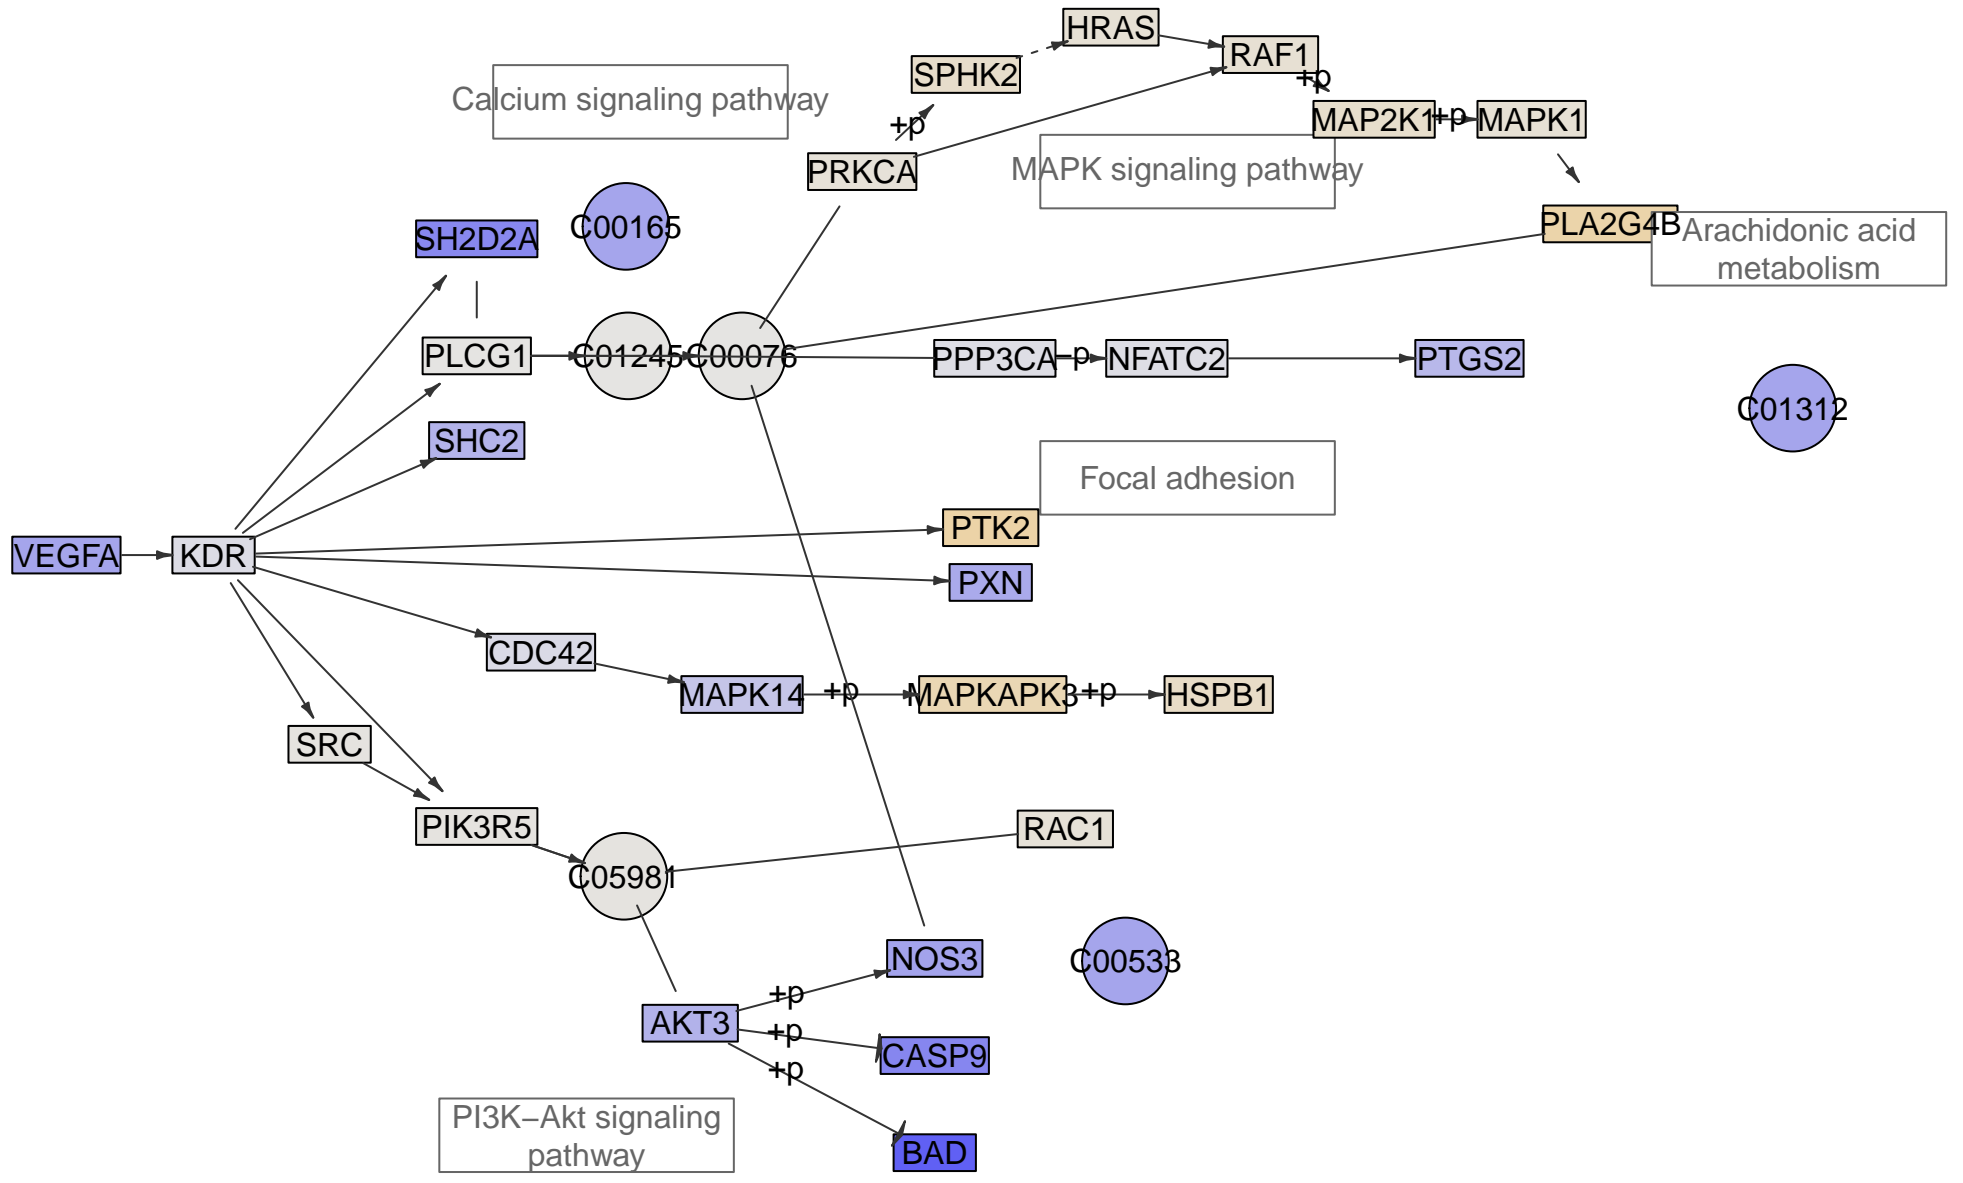 HRAS
RAF1
SPHK2
+p
Calcium signaling pathway
+p
MAP2K1
+p
MAPK1
PRKCA
MAPK signaling pathway
SH2D2A
C00165
PLA2G4B
Arachidonic acid
metabolism
PLCG1
C01245
C00076
PPP3CA
−p
NFATC2
PTGS2
C01312
SHC2
Focal adhesion
PTK2
VEGFA
KDR
PXN
CDC42
MAPK14
+p
MAPKAPK3
+p
HSPB1
SRC
PIK3R5
RAC1
C05981
NOS3
C00533
+p
AKT3
+p
CASP9
+p
PI3K−Akt signaling
pathway
BAD